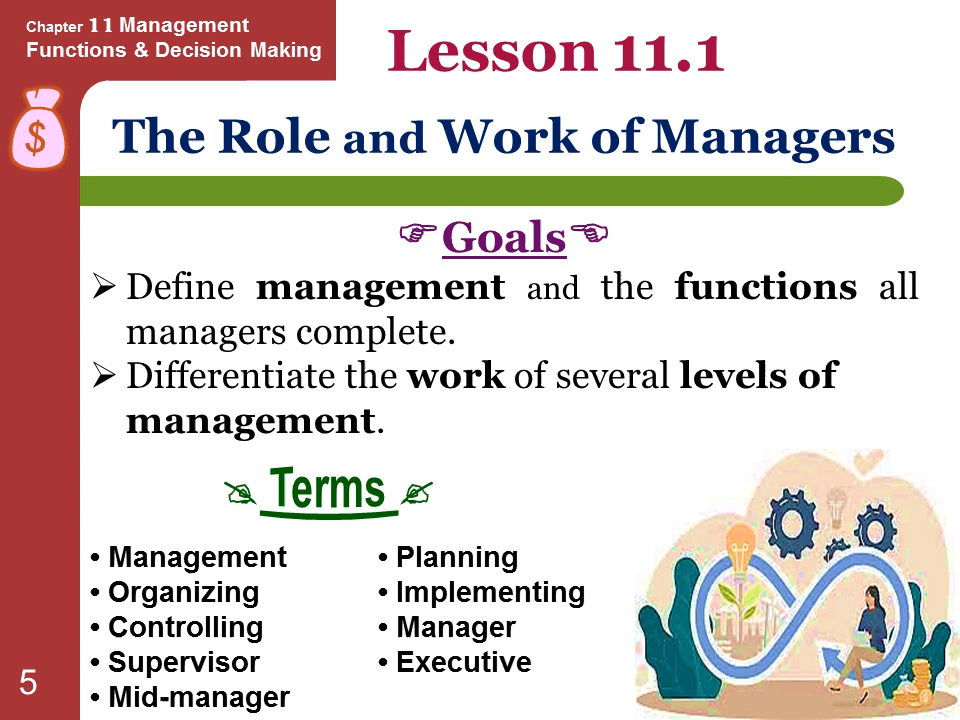 Chapter 11 Management
Functions & Decision Making
Lesson 11.1
$
The Role and Work of Managers
Goals
Define management and the functions all
managers complete.
Differentiate the work of several levels of
management.
Terms
• Management
• Organizing
• Controlling
• Supervisor
• Mid-manager
• Planning
• Implementing
• Manager
• Executive
5